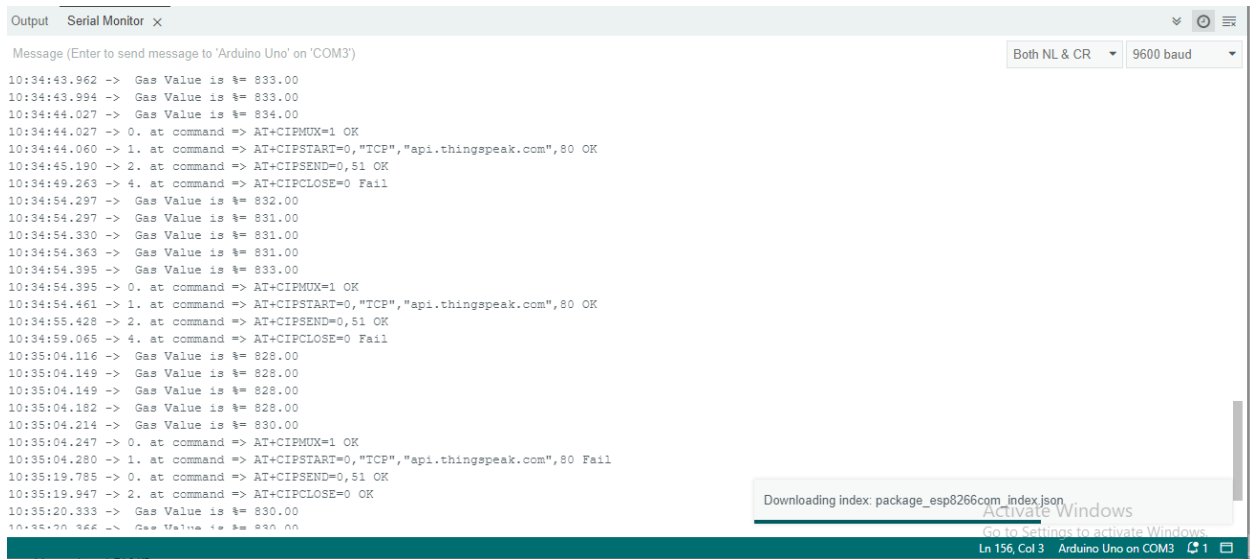 Output Serial Monitor ×
Message (Enter to send message to 'Arduino Uno' on 'COM3') Both NL & CR 9600 baud
10:34:43.962 ->  Gas Value is %= 833.00
10:34:43.994 ->  Gas Value is %= 833.00
10:34:44.027 ->  Gas Value is %= 834.00
10:34:44.027 -> 0. at command => AT+CIPMUX=1 OK
10:34:44.060 -> 1. at command => AT+CIPSTART=0,"TCP","api.thingspeak.com",80 OK
10:34:45.190 -> 2. at command => AT+CIPSEND=0,51 OK
10:34:49.263 -> 4. at command => AT+CIPCLOSE=0 Fail
10:34:54.297 ->  Gas Value is %= 832.00
10:34:54.297 ->  Gas Value is %= 831.00
10:34:54.330 ->  Gas Value is %= 831.00
10:34:54.363 ->  Gas Value is %= 831.00
10:34:54.395 ->  Gas Value is %= 833.00
10:34:54.395 -> 0. at command => AT+CIPMUX=1 OK
10:34:54.461 -> 1. at command => AT+CIPSTART=0,"TCP","api.thingspeak.com",80 OK
10:34:55.428 -> 2. at command => AT+CIPSEND=0,51 OK
10:34:59.065 -> 4. at command => AT+CIPCLOSE=0 Fail
10:35:04.116 ->  Gas Value is %= 828.00
10:35:04.149 ->  Gas Value is %= 828.00
10:35:04.149 ->  Gas Value is %= 828.00
10:35:04.182 ->  Gas Value is %= 828.00
10:35:04.214 ->  Gas Value is %= 830.00
10:35:04.247 -> 0. at command => AT+CIPMUX=1 OK
10:35:04.280 -> 1. at command => AT+CIPSTART=0,"TCP","api.thingspeak.com",80 Fail
10:35:19.785 -> 0. at command => AT+CIPSEND=0,51 OK
10:35:19.947 -> 2. at command => AT+CIPCLOSE=0 OK
10:35:20.333 ->  Gas Value is %= 830.00
10:35:20.366 ->  Gas Value is %= 830.00
Downloading index: package_esp8266com_index.json
Activate Windows
Go to Settings to activate Windows.
Ln 156, Col 3 Arduino Uno on COM3 1